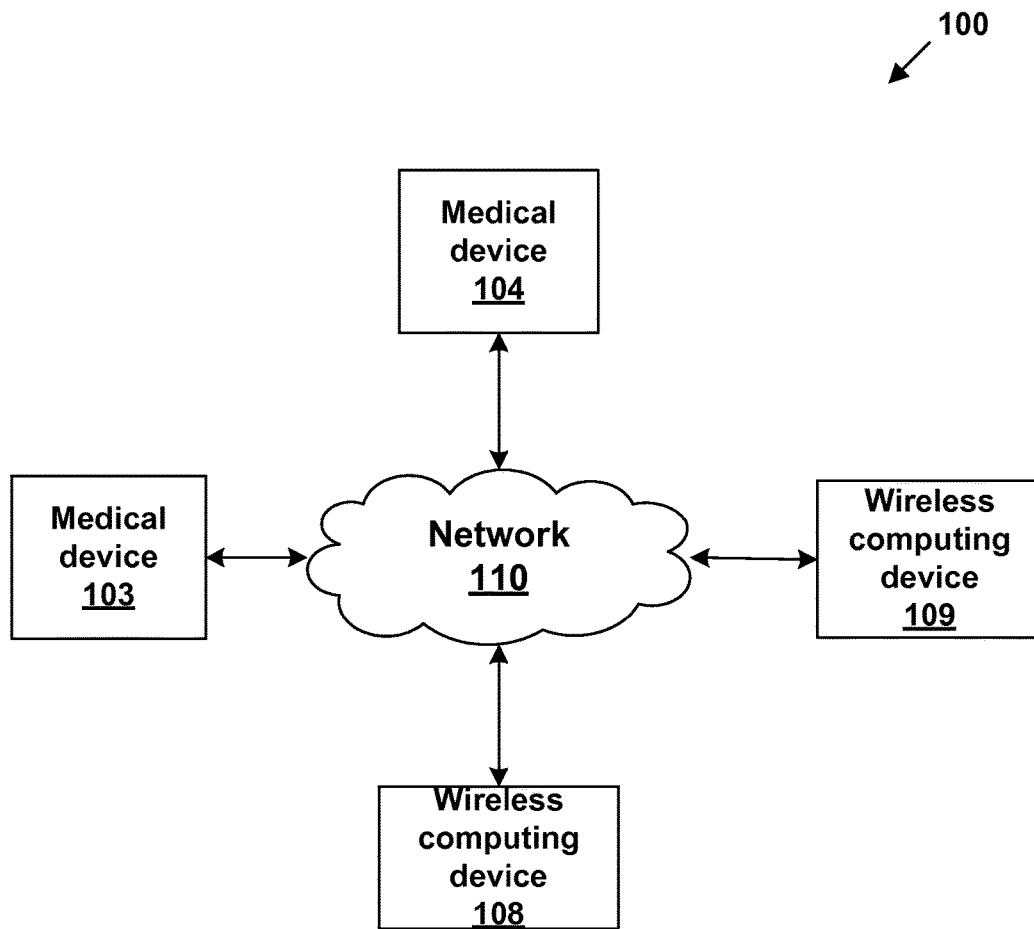 100
Medical
device
104
Medical
device
103
Network
110
Wireless
computing
device
109
Wireless
computing
device
108